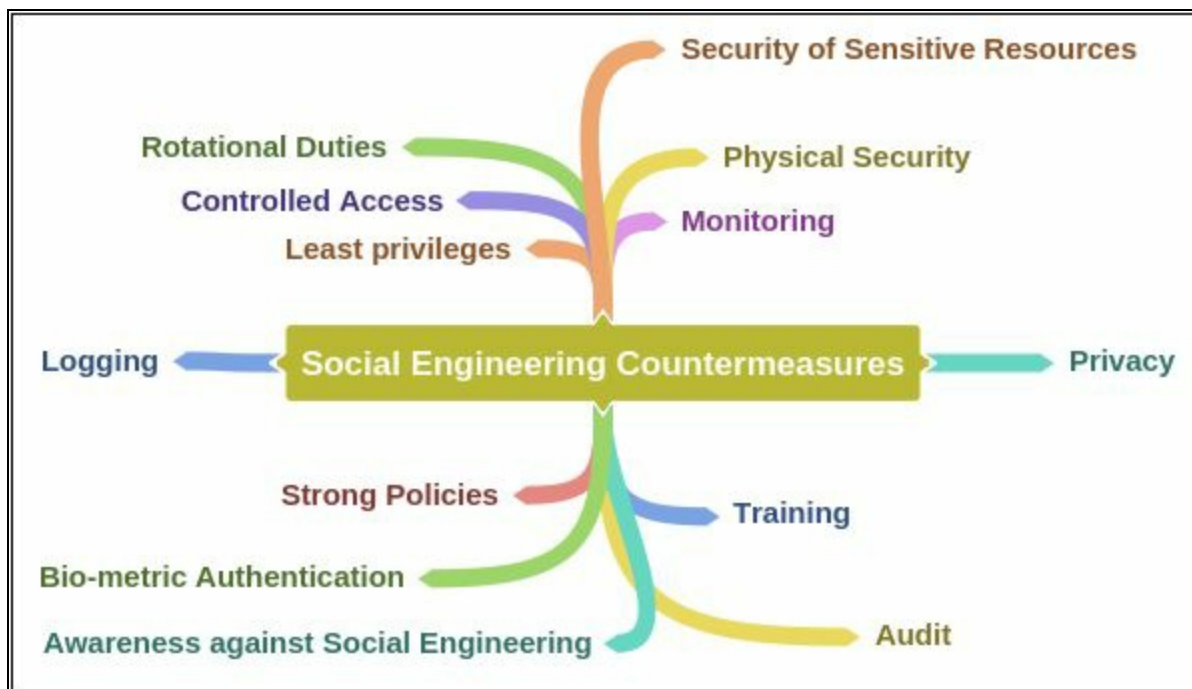 Security of Sensitive Resources
Rotational Duties
Physical Security
Controlled Access
Monitoring
Least privileges
Logging
Social Engineering Countermeasures
Privacy
Strong Policies
Training
Bio-metric Authentication
Awareness against Social Engineering
Audit